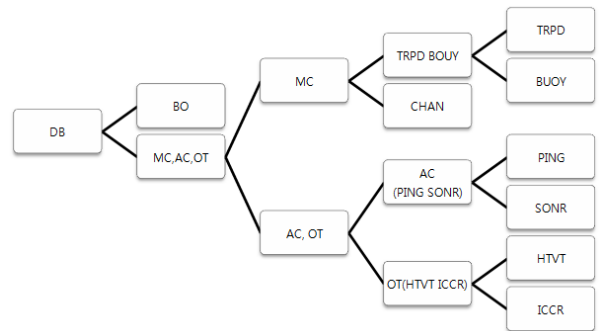 DB
BO
MC,AC,OT
MC
AC, OT
TRPD BOUY
CHAN
AC
(PING SONR)
OT(HTVT ICCR)
TRPD
BUOY
PING
SONR
HTVT
ICCR